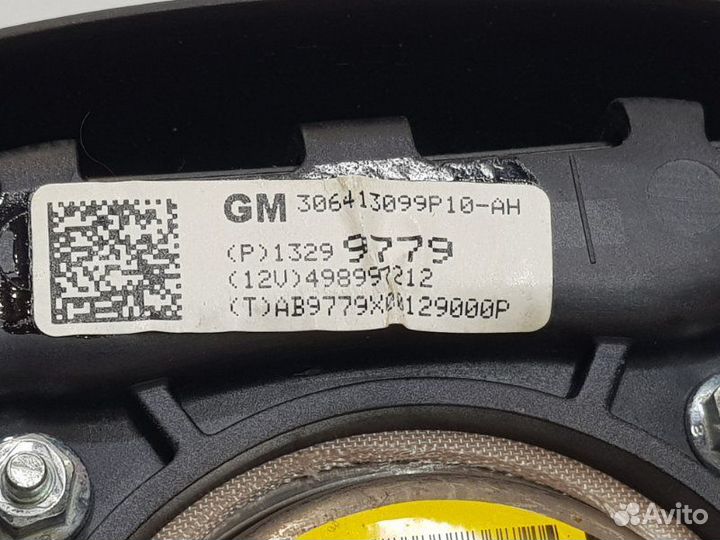 GM 306413099P10-AH
(P)1329 9779
(12V)498997212
(T)AB9779X00129000P
Avito